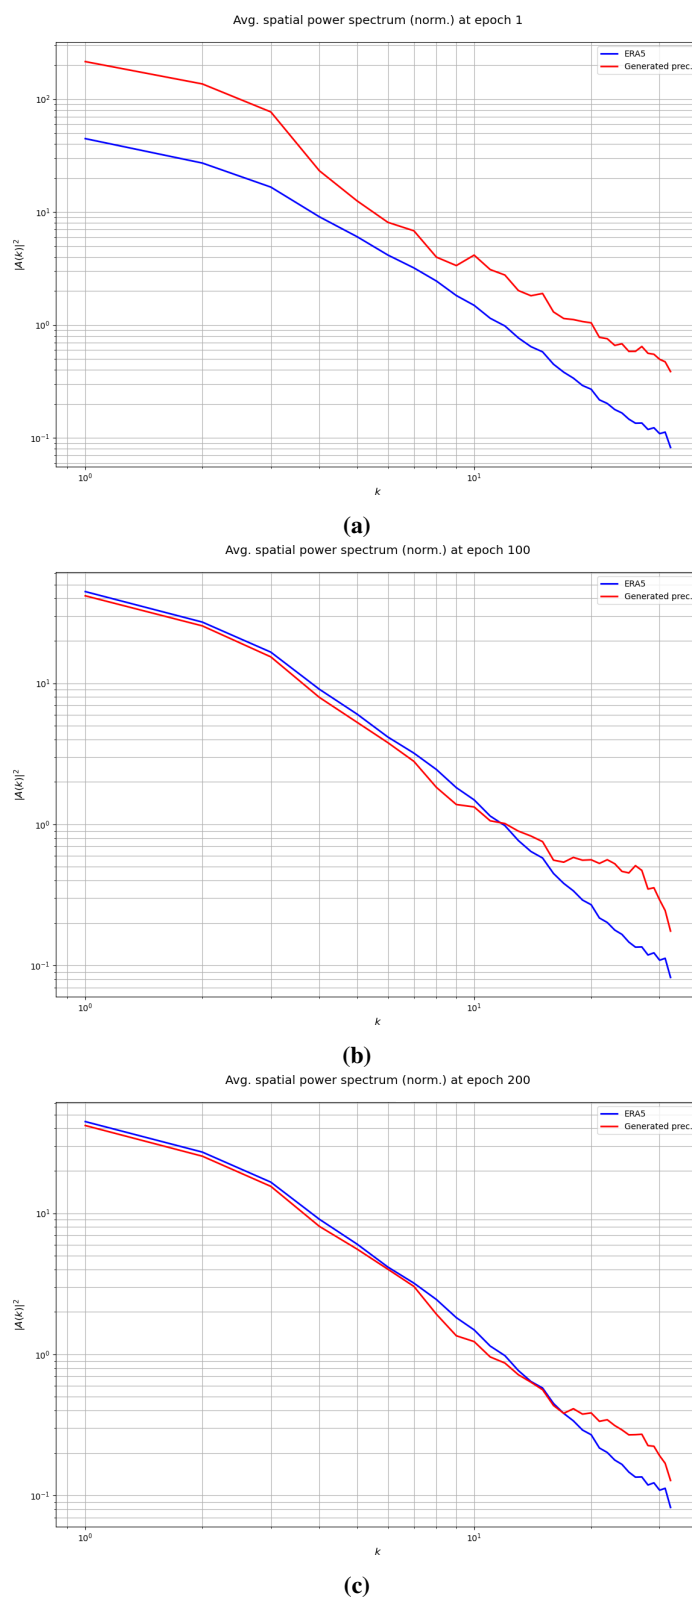 Avg. spatial power spectrum (norm.) at epoch 1
ERA5
Generated prec.
10²
10¹
10⁰
10⁻¹
|A(k)|²
10⁰
10¹
k
(a)
Avg. spatial power spectrum (norm.) at epoch 100
ERA5
Generated prec.
10¹
10⁰
10⁻¹
|A(k)|²
10⁰
10¹
k
(b)
Avg. spatial power spectrum (norm.) at epoch 200
ERA5
Generated prec.
10¹
10⁰
10⁻¹
|A(k)|²
10⁰
10¹
k
(c)